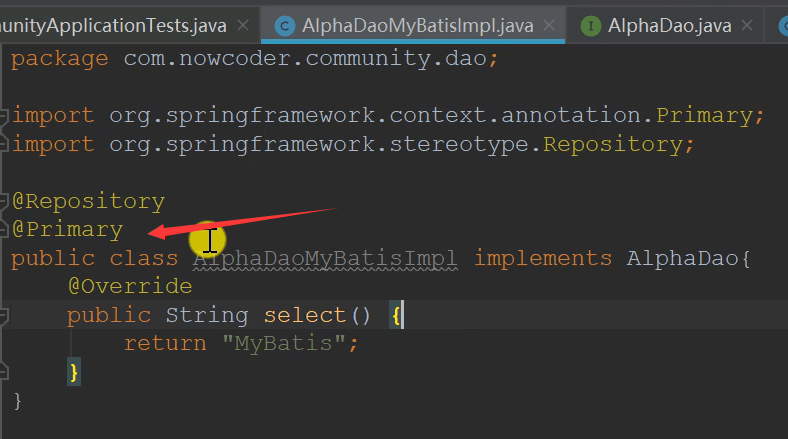 unityApplicationTests.java AlphaDaoMyBatisImpl.java AlphaDao.java
package com.nowcoder.community.dao;
import org.springframework.context.annotation.Primary;
import org.springframework.stereotype.Repository;
@Repository
@Primary
public class AlphaDaoMyBatisImpl implements AlphaDao{
@Override
public String select() {
return "MyBatis";
}
}